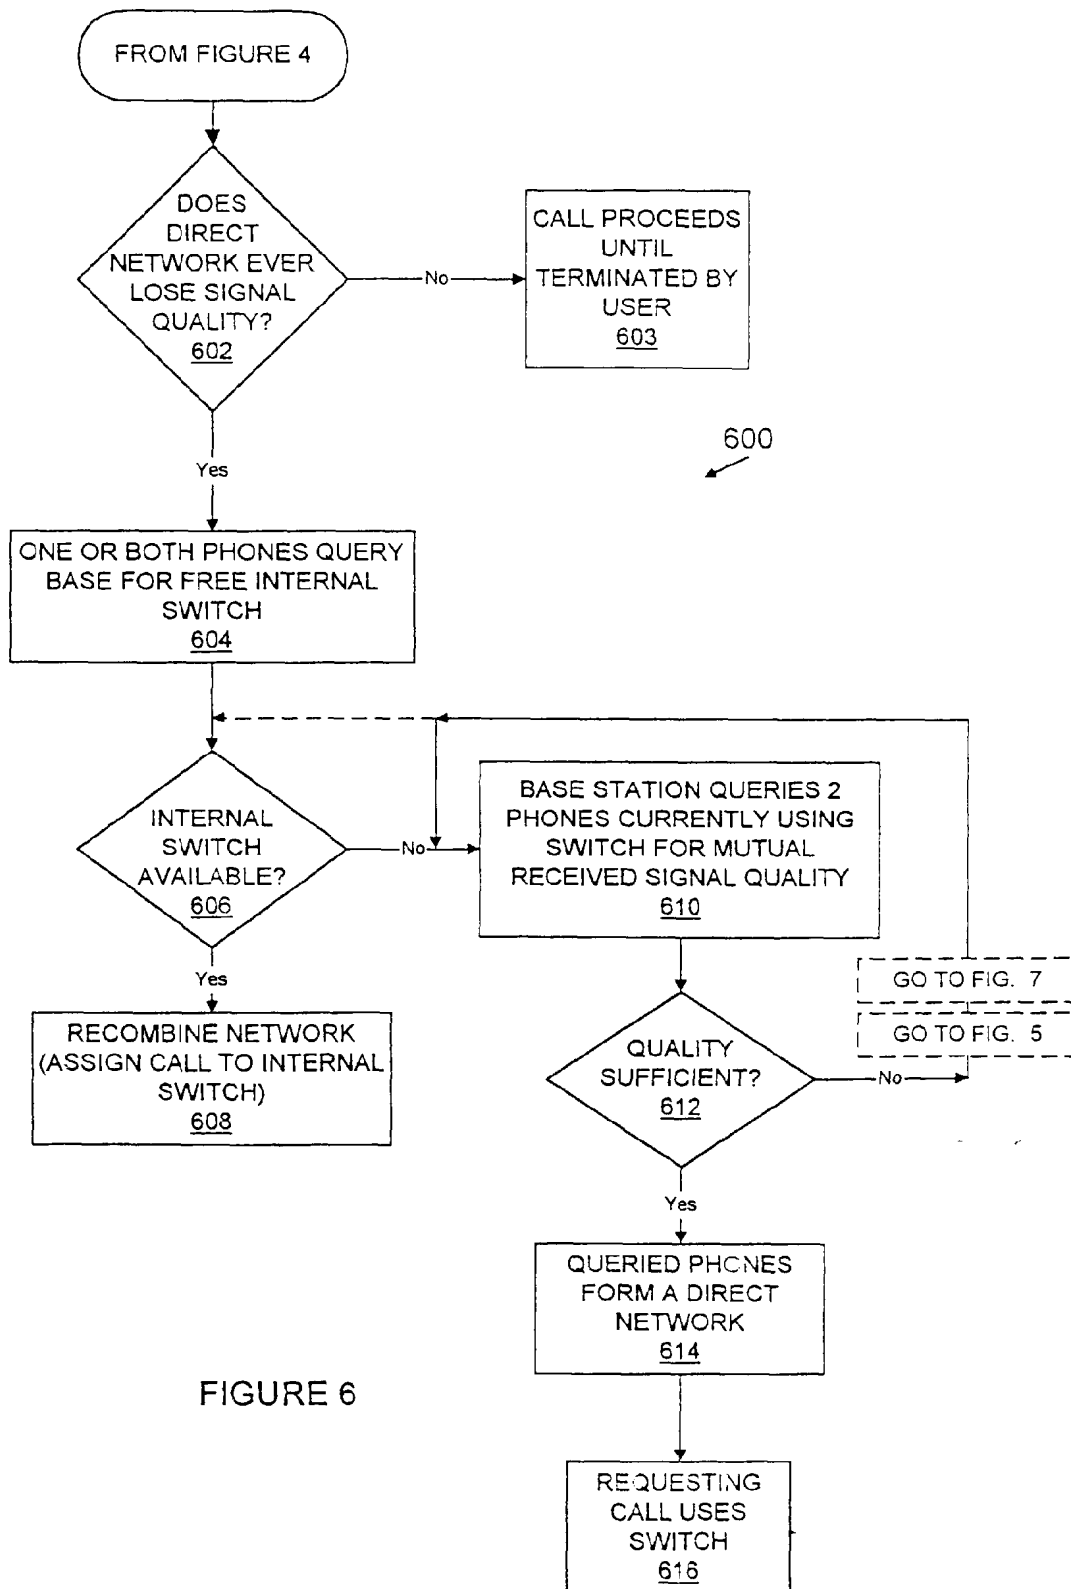 FROM FIGURE 4
DOES
DIRECT
NETWORK EVER
LOSE SIGNAL
QUALITY?
602
No
CALL PROCEEDS
UNTIL
TERMINATED BY
USER
603
600
Yes
ONE OR BOTH PHONES QUERY
BASE FOR FREE INTERNAL
SWITCH
604
INTERNAL
SWITCH
AVAILABLE?
606
No
BASE STATION QUERIES 2
PHONES CURRENTLY USING
SWITCH FOR MUTUAL
RECEIVED SIGNAL QUALITY
610
Yes
RECOMBINE NETWORK
(ASSIGN CALL TO INTERNAL
SWITCH)
608
GO TO FIG. 7
GO TO FIG. 5
QUALITY
SUFFICIENT?
612
No
Yes
QUERIED PHONES
FORM A DIRECT
NETWORK
614
FIGURE 6
REQUESTING
CALL USES
SWITCH
616